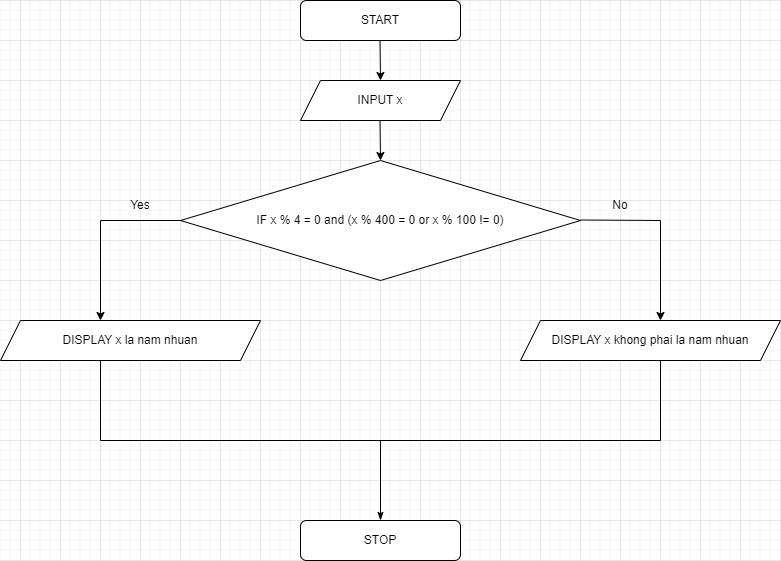 START
INPUT x
Yes
No
IF x % 4 = 0 and (x % 400 = 0 or x % 100 != 0)
DISPLAY x la nam nhuan
DISPLAY x khong phai la nam nhuan
STOP